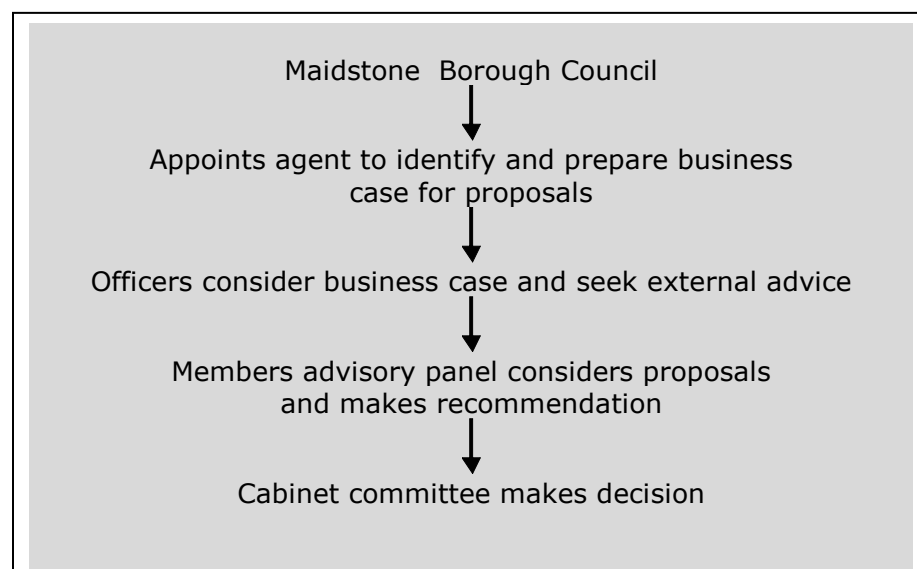 Maidstone  Borough Council
Appoints agent to identify and prepare business
case for proposals
Officers consider business case and seek external advice
Members advisory panel considers proposals
and makes recommendation
Cabinet committee makes decision